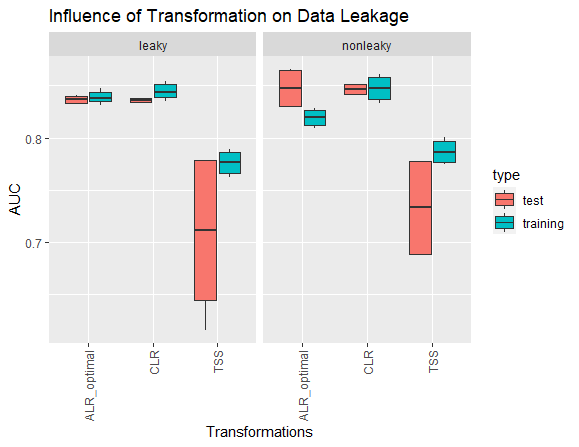 Influence of Transformation on Data Leakage
leaky
nonleaky
0.8
0.7
AUC
ALR_optimal
CLR
TSS
ALR_optimal
CLR
TSS
Transformations
type
test
training